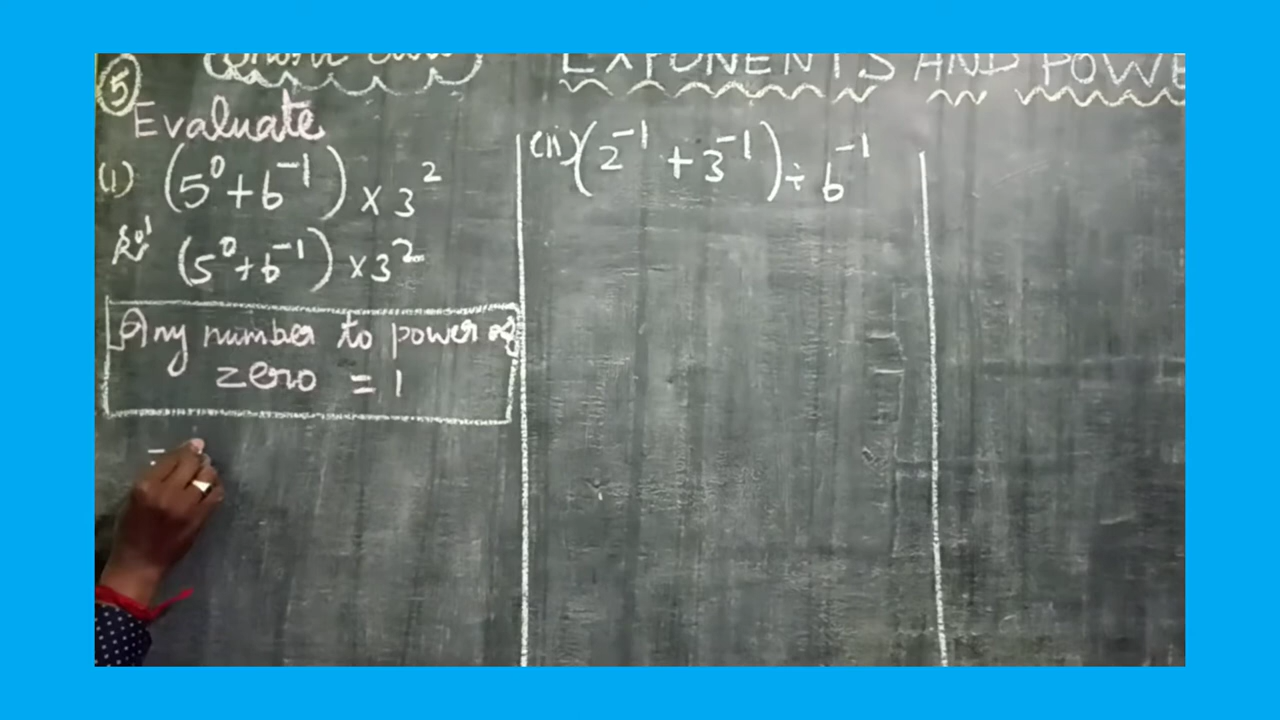 5
EXPONENTS AND POWE
Evaluate
(i) (5⁰+6⁻¹) × 3²
Sol (5⁰+6⁻¹) × 3²
Any number to power of
zero = 1
=
(ii) (2⁻¹ + 3⁻¹) ÷ 6⁻¹